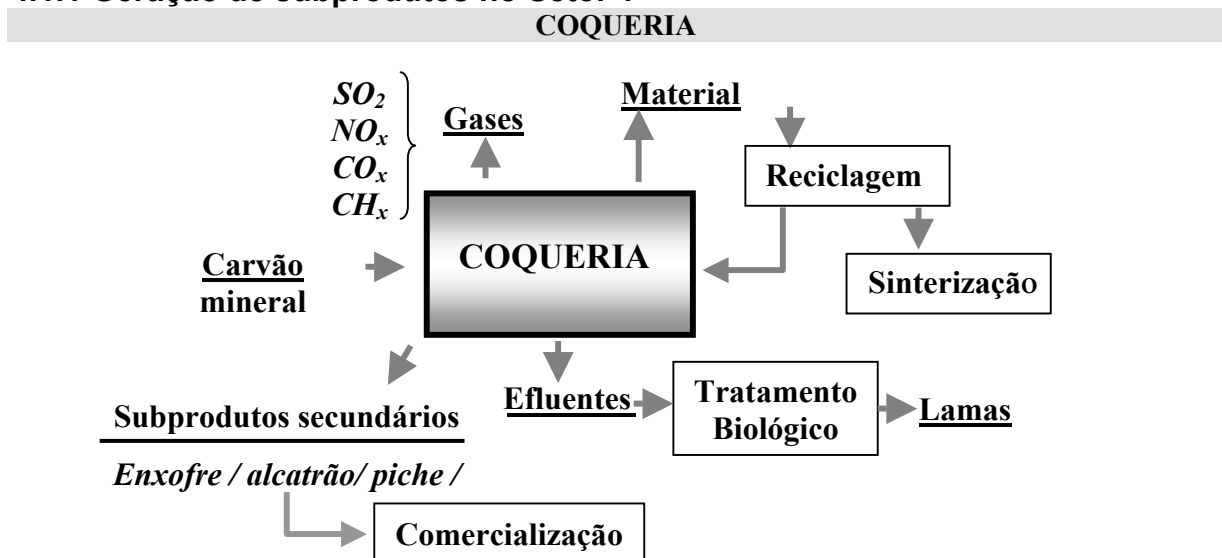 COQUERIA
SO₂
NOₓ
COₓ
CHₓ
Gases
Material
Reciclagem
Carvão
mineral
COQUERIA
Sinterização
Subprodutos secundários
Efluentes
Tratamento
Biológico
Lamas
Enxofre / alcatrão/ piche /
Comercialização